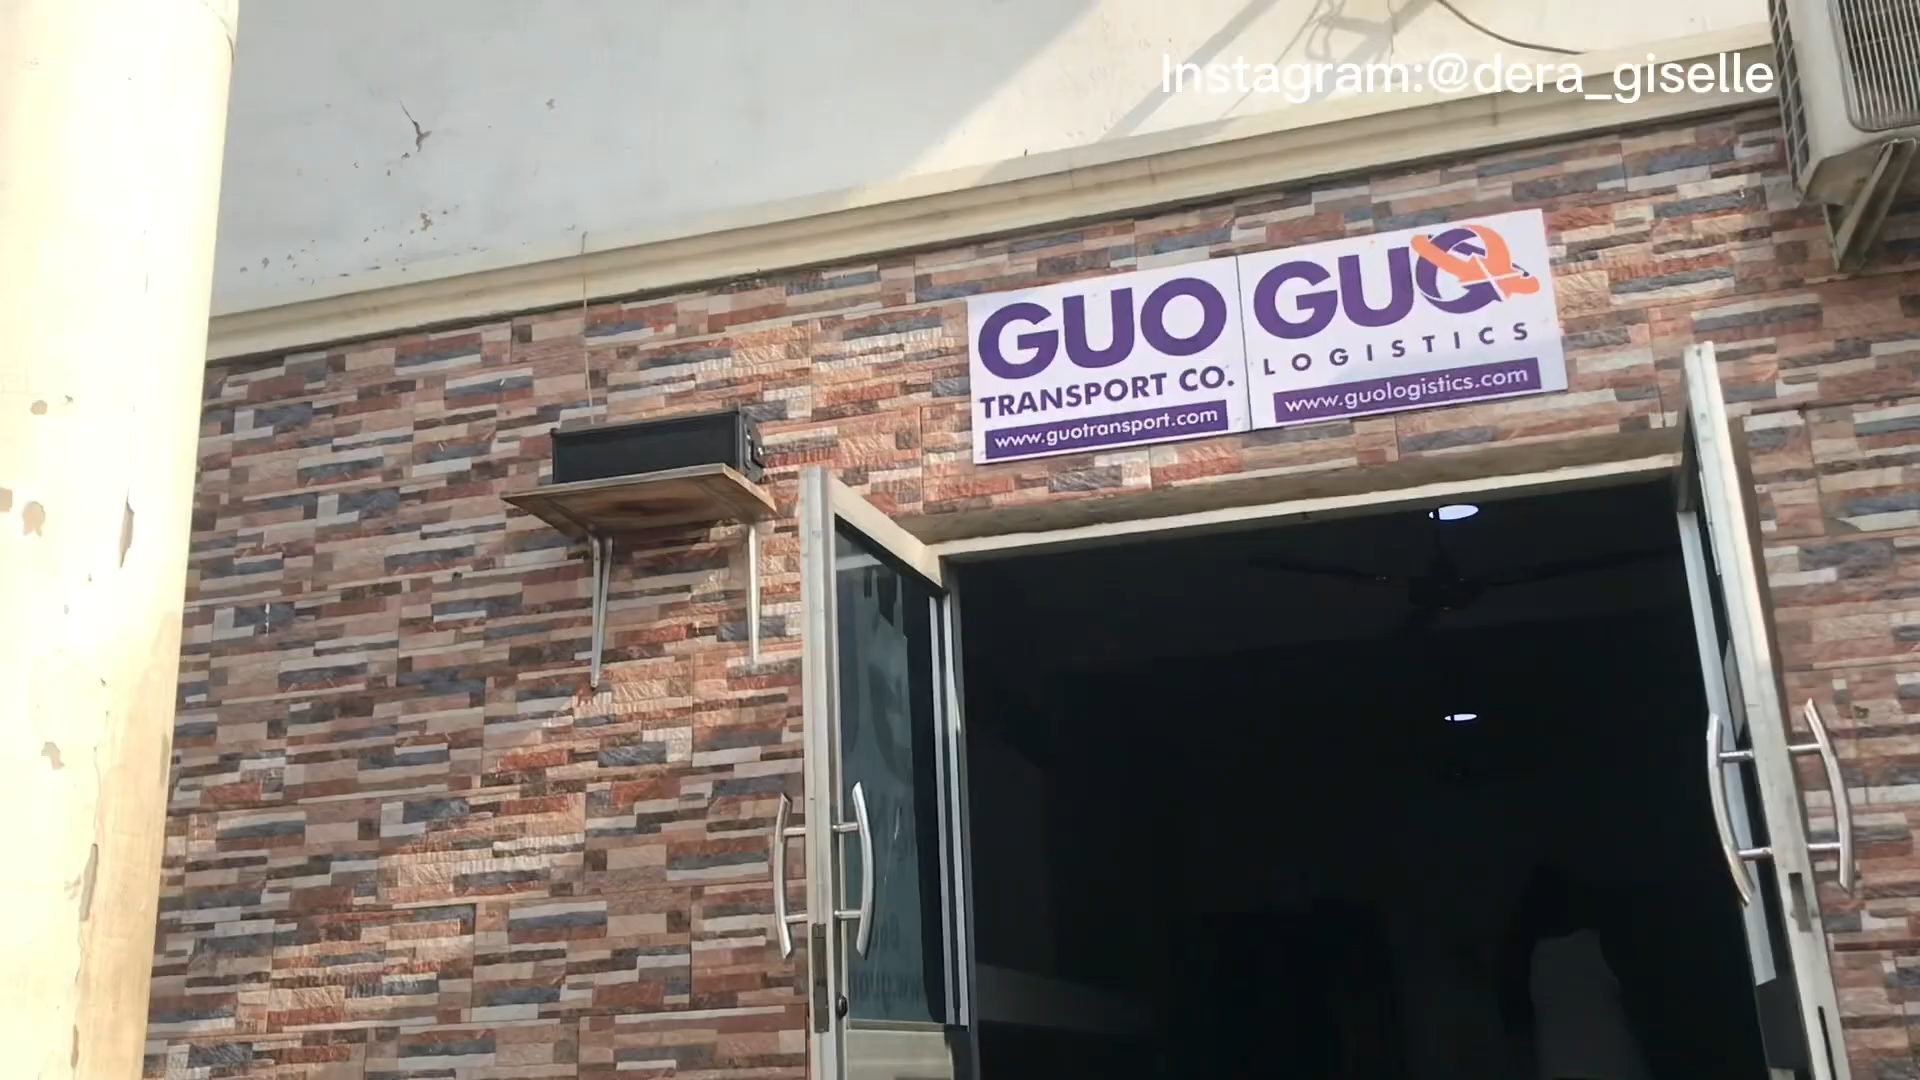 Instagram:@dera_giselle
GUO
TRANSPORT CO.
www.guotransport.com
GUO
LOGISTICS
www.guologistics.com